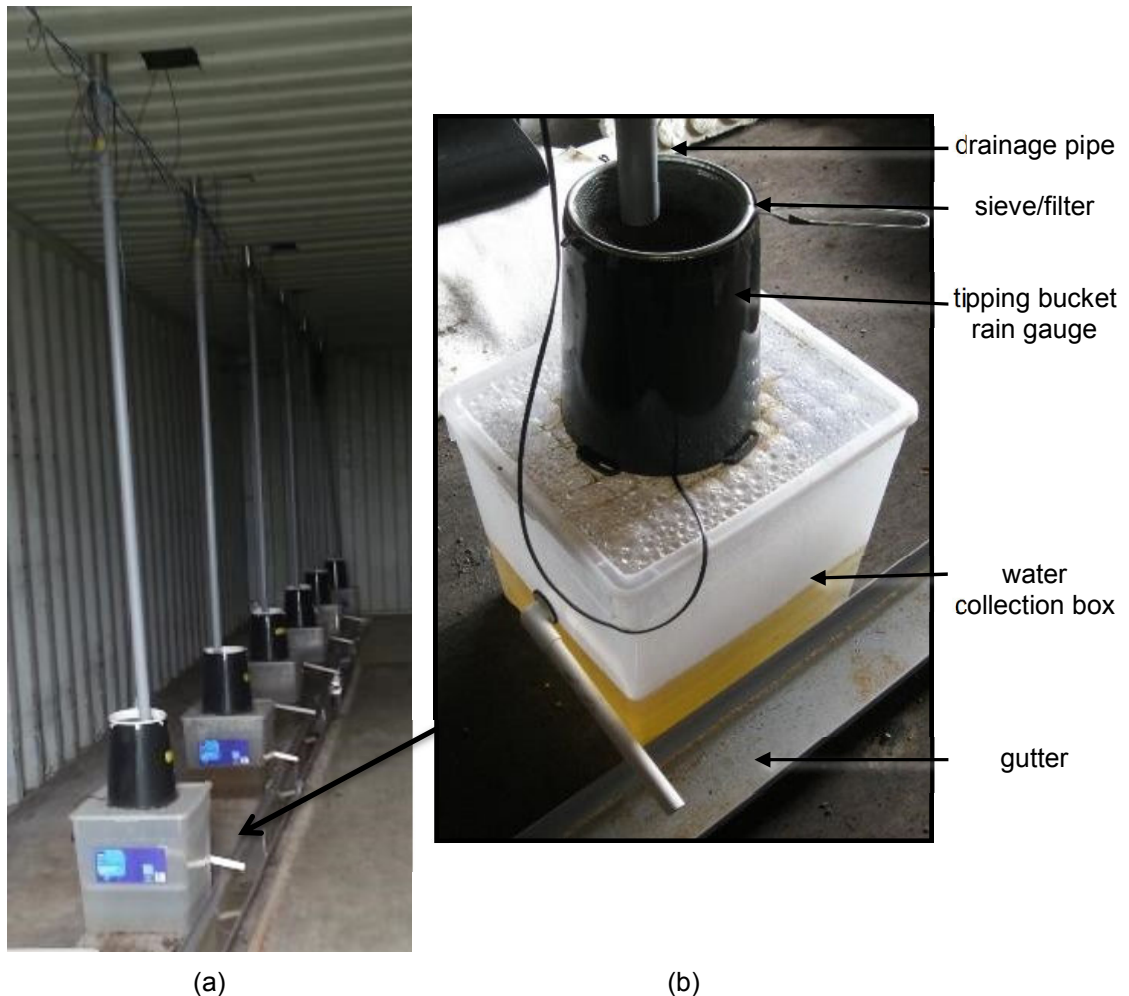 drainage pipe
sieve/filter
tipping bucket
rain gauge
water
collection box
gutter
(a)
(b)